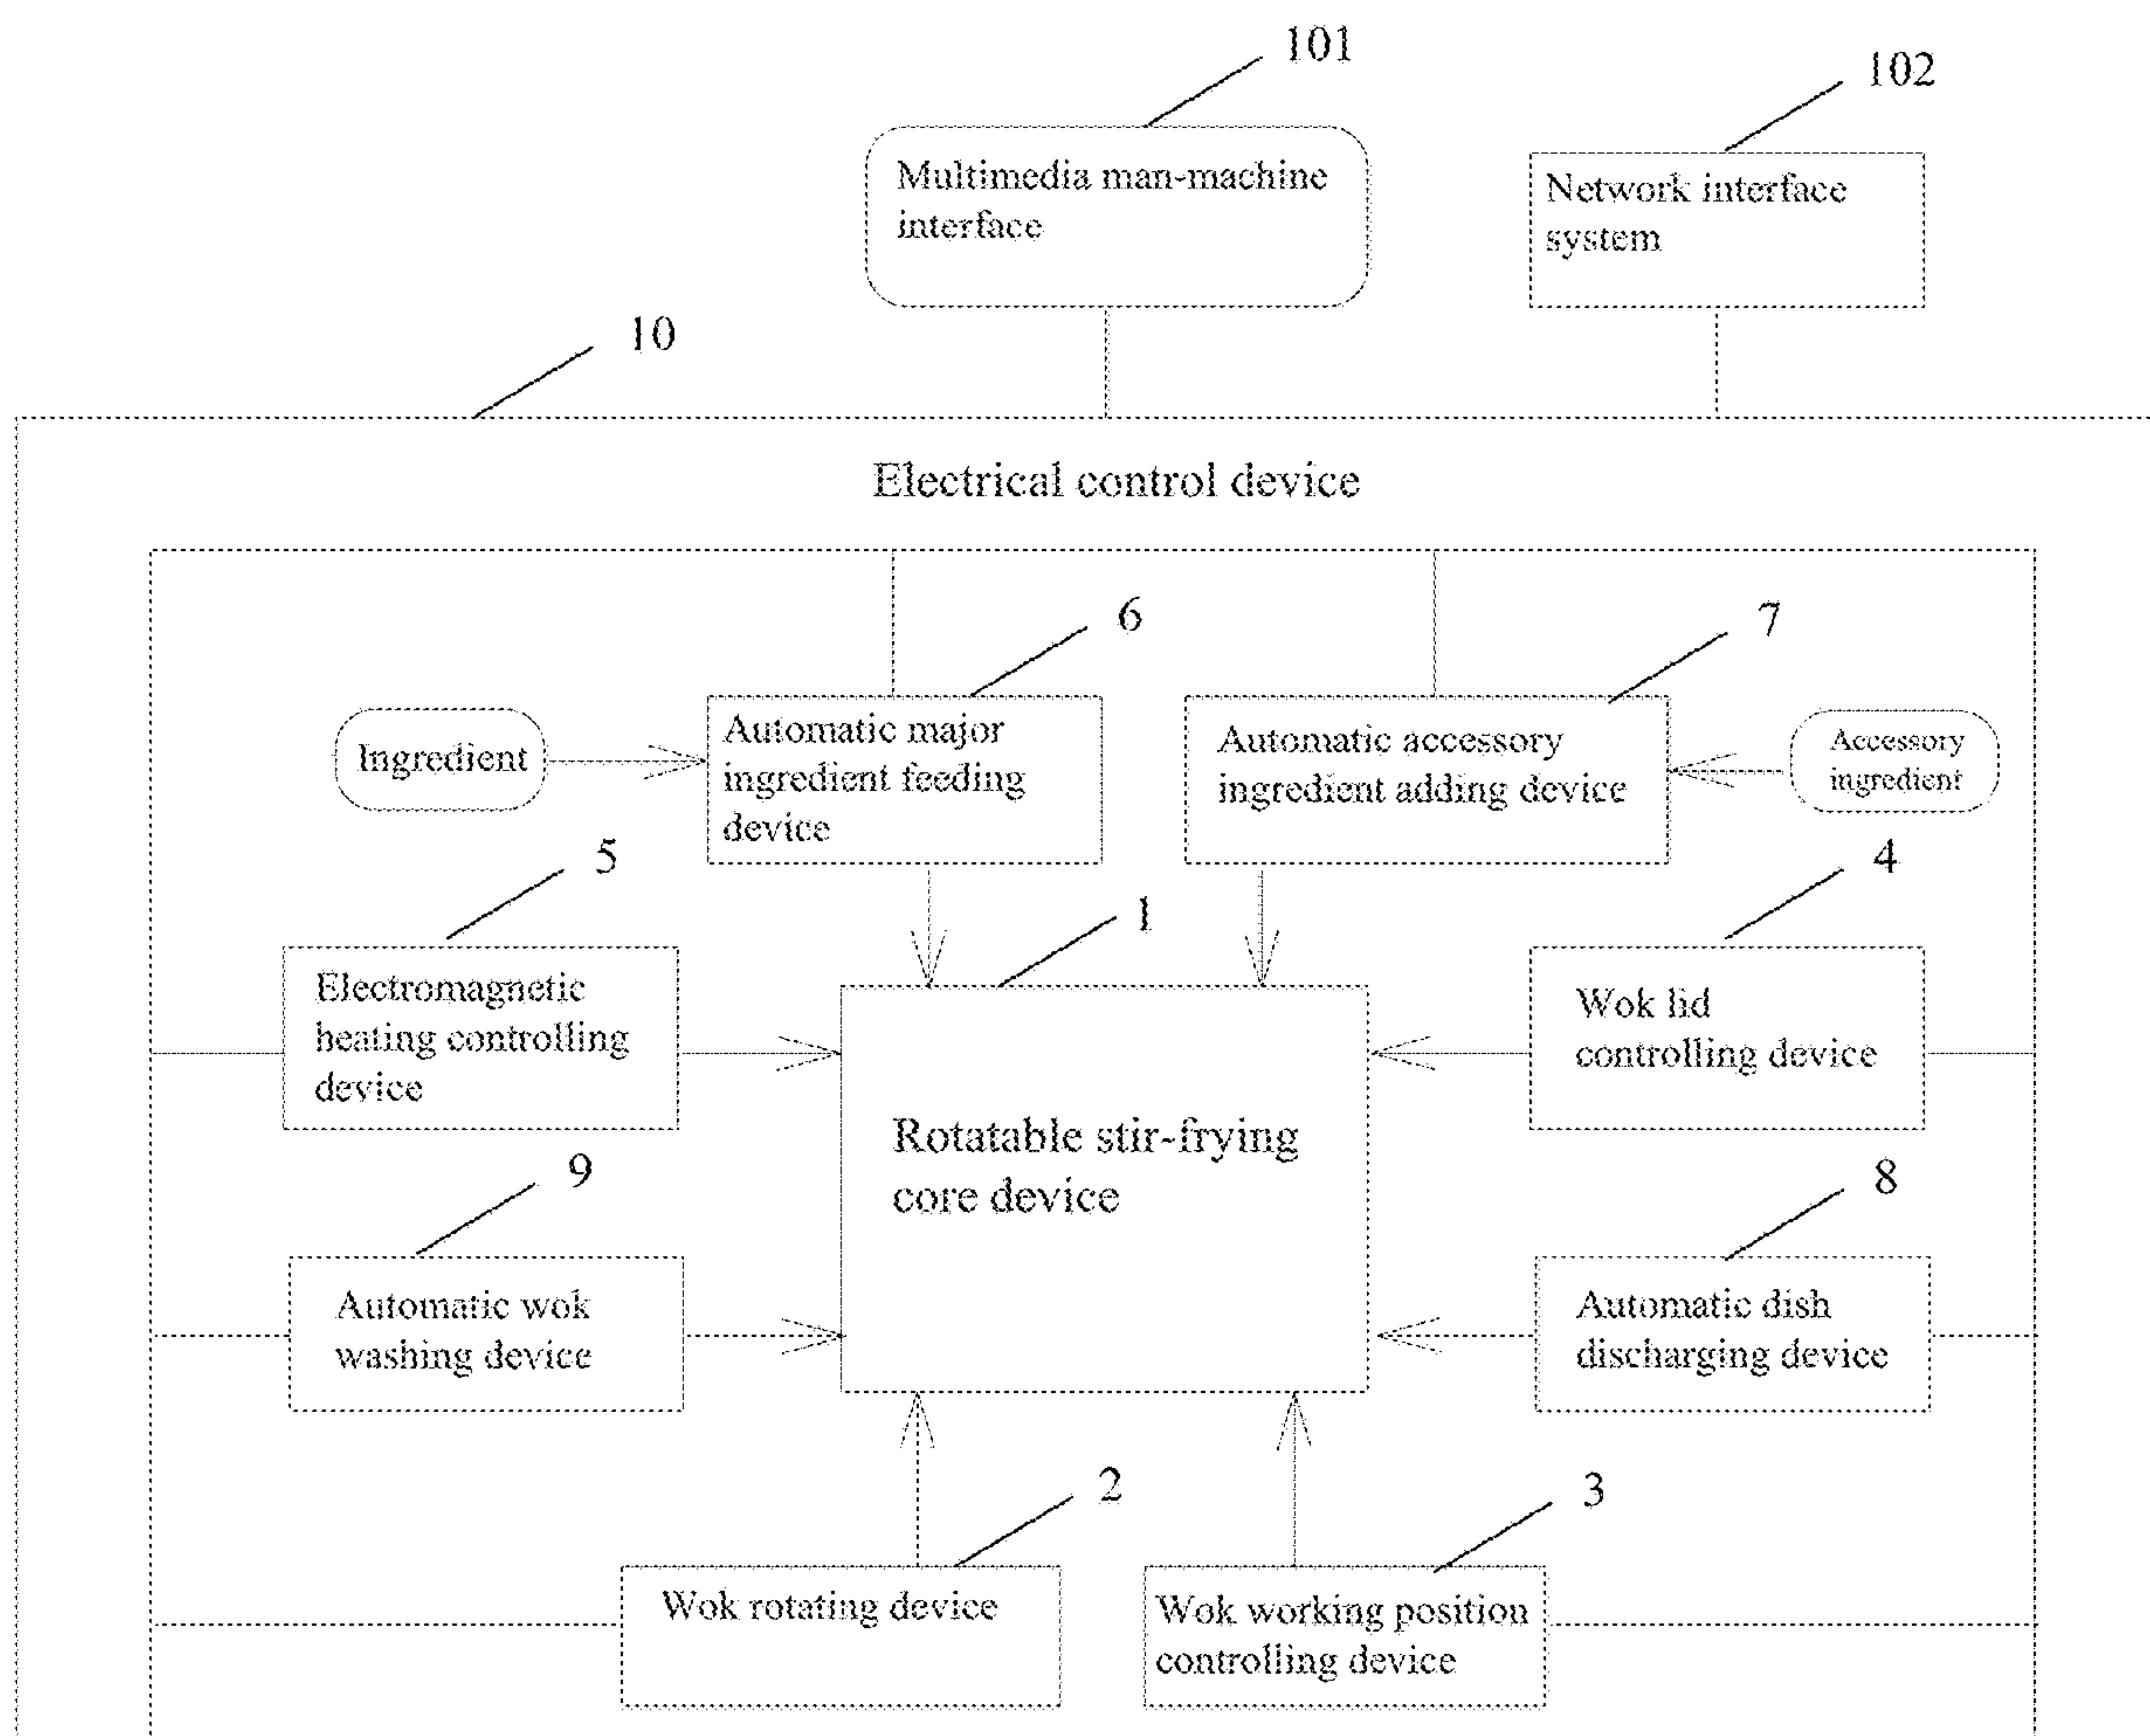 101
102
Multimedia man-machine
interface
Network interface
system
10
Electrical control device
6
7
Ingredient
Automatic major
ingredient feeding
device
Automatic accessory
ingredient adding device
Accessory
ingredient
5
4
1
Electromagnetic
heating controlling
device
Wok lid
controlling device
Rotatable stir-frying
core device
9
8
Automatic wok
washing device
Automatic dish
discharging device
2
3
Wok rotating device
Wok working position
controlling device